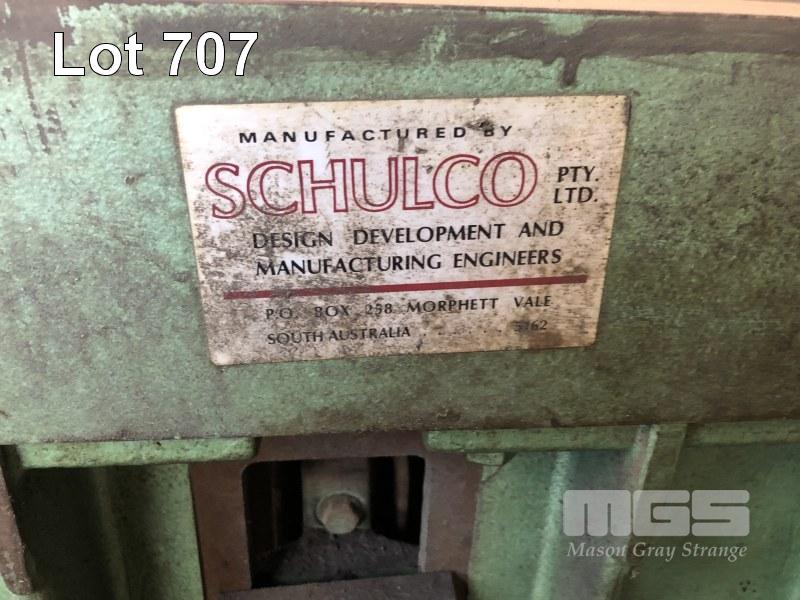 Lot 707
MANUFACTURED BY
SCHULCO PTY. LTD.
DESIGN DEVELOPMENT AND
MANUFACTURING ENGINEERS
P.O. BOX 258 MORPHETT VALE
SOUTH AUSTRALIA 5162
MGS
Mason Gray Strange